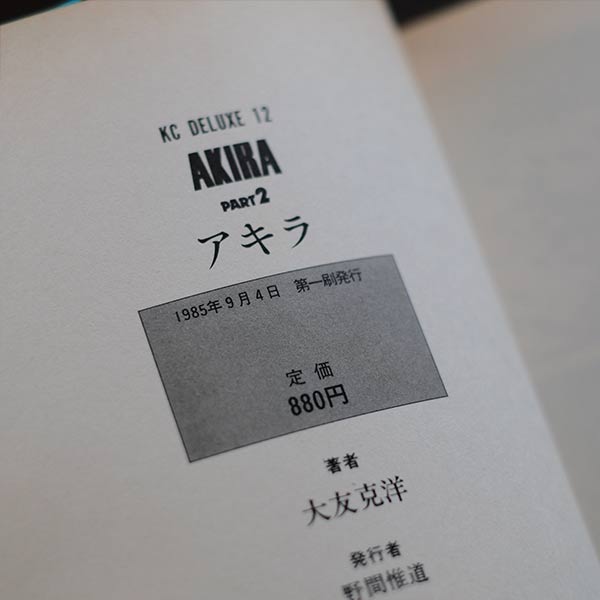 KC DELUXE 12
AKIRA
PART2
アキラ
1985年9月4日 第一刷発行
定価
880円
著者
大友克洋
発行者
野間惟道